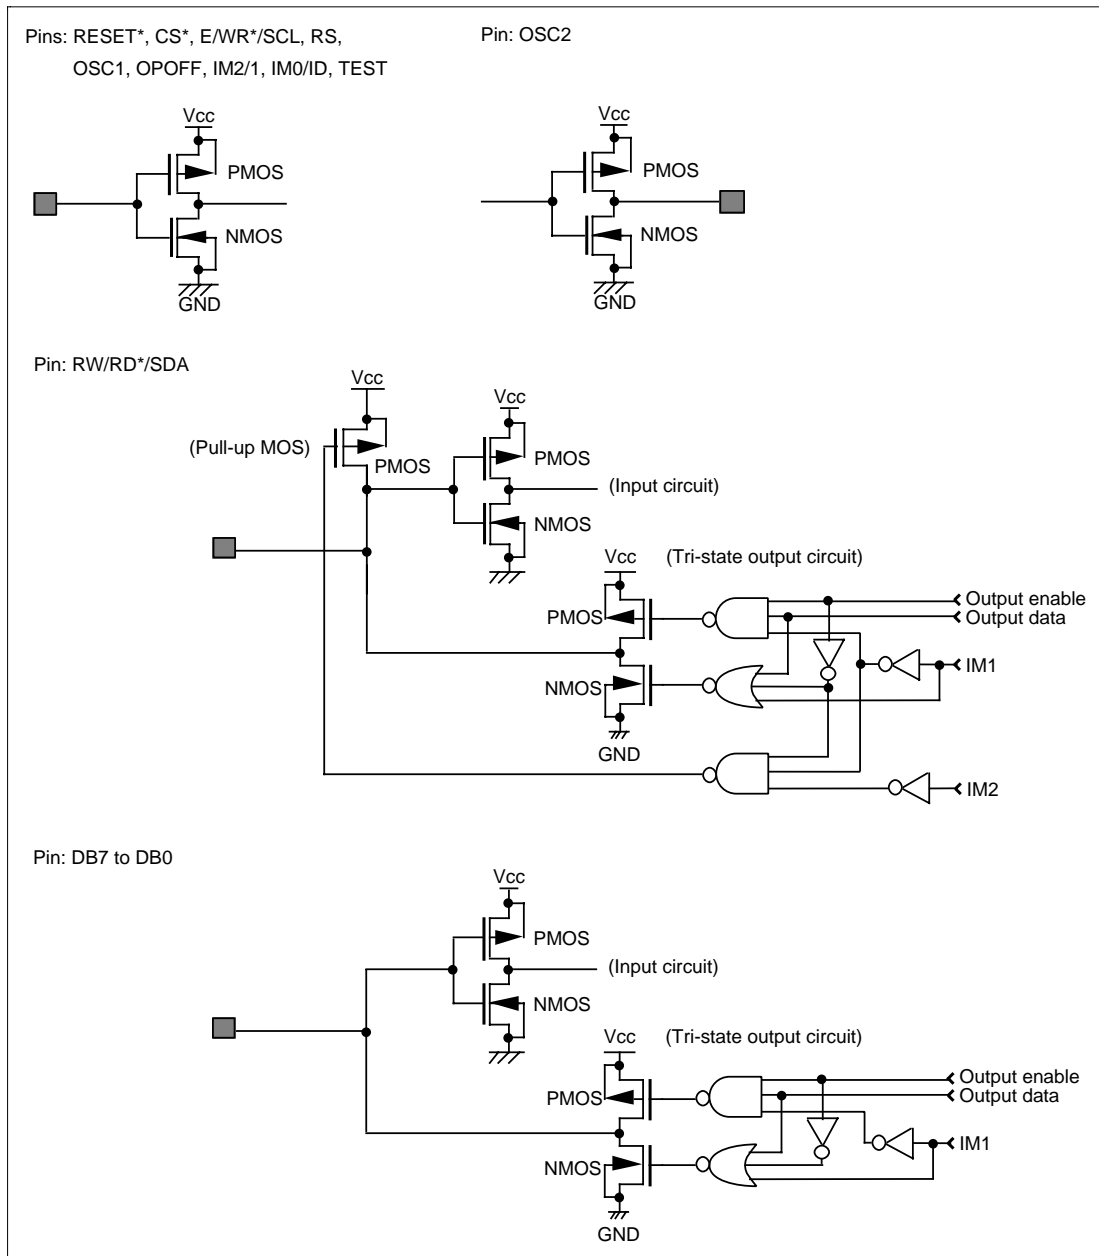 Pins: RESET*, CS*, E/WR*/SCL, RS,
OSC1, OPOFF, IM2/1, IM0/ID, TEST
Vcc
PMOS
NMOS
GND
Pin: OSC2
Vcc
PMOS
NMOS
GND
Pin: RW/RD*/SDA
Vcc
(Pull-up MOS)
PMOS
Vcc
PMOS
(Input circuit)
NMOS
Vcc
(Tri-state output circuit)
PMOS
Output enable
Output data
IM1
NMOS
GND
IM2
Pin: DB7 to DB0
Vcc
PMOS
(Input circuit)
NMOS
Vcc
(Tri-state output circuit)
PMOS
Output enable
Output data
IM1
NMOS
GND